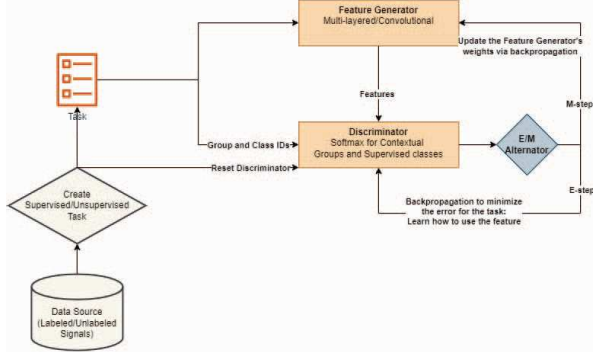 Feature Generator
Multi-layered/Convolutional
Update the Feature Generator's
weights via backpropagation
Task
Features
M-step
Group and Class IDs
Discriminator
Softmax for Contextual
Groups and Supervised classes
E/M
Alternator
Reset Discriminator
E-step
Create
Supervised/Unsupervised
Task
Backpropagation to minimize
the error for the task:
Learn how to use the feature
Data Source
(Labeled/Unlabeled
Signals)